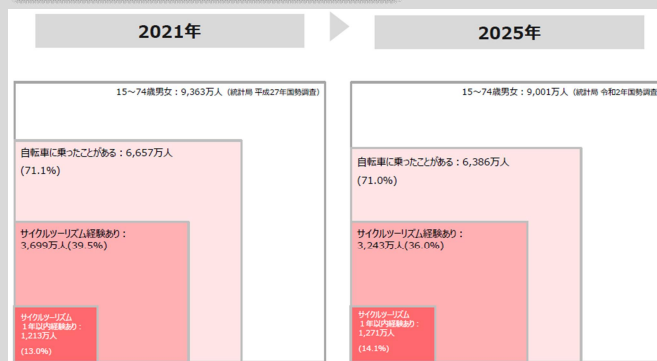 2021年
2025年
15～74歳男女：9,363万人（統計局 平成27年国勢調査）
自転車に乗ったことがある：6,657万人
(71.1%)
サイクルツーリズム経験あり：
3,699万人(39.5%)
サイクルツーリズム
１年以内経験あり：
1,213万人
(13.0%)
15～74歳男女：9,001万人（統計局 令和2年国勢調査
自転車に乗ったことがある：6,386万人
(71.0%)
サイクルツーリズム経験あり：
3,243万人(36.0%)
サイクルツーリズム
１年以内経験あり：
1,271万人
(14.1%)